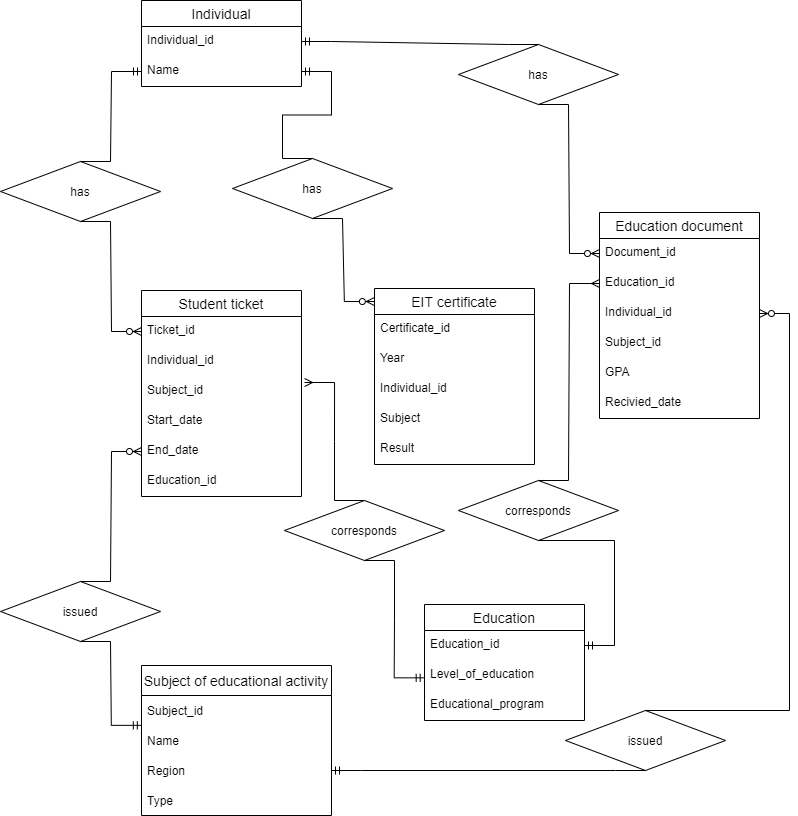 Individual
Individual_id
Name
has
has
has
Education document
Document_id
Education_id
Individual_id
Subject_id
GPA
Recivied_date
Student ticket
Ticket_id
Individual_id
Subject_id
Start_date
End_date
Education_id
EIT certificate
Certificate_id
Year
Individual_id
Subject
Result
corresponds
corresponds
issued
Education
Education_id
Level_of_education
Educational_program
Subject of educational activity
Subject_id
Name
Region
Type
issued